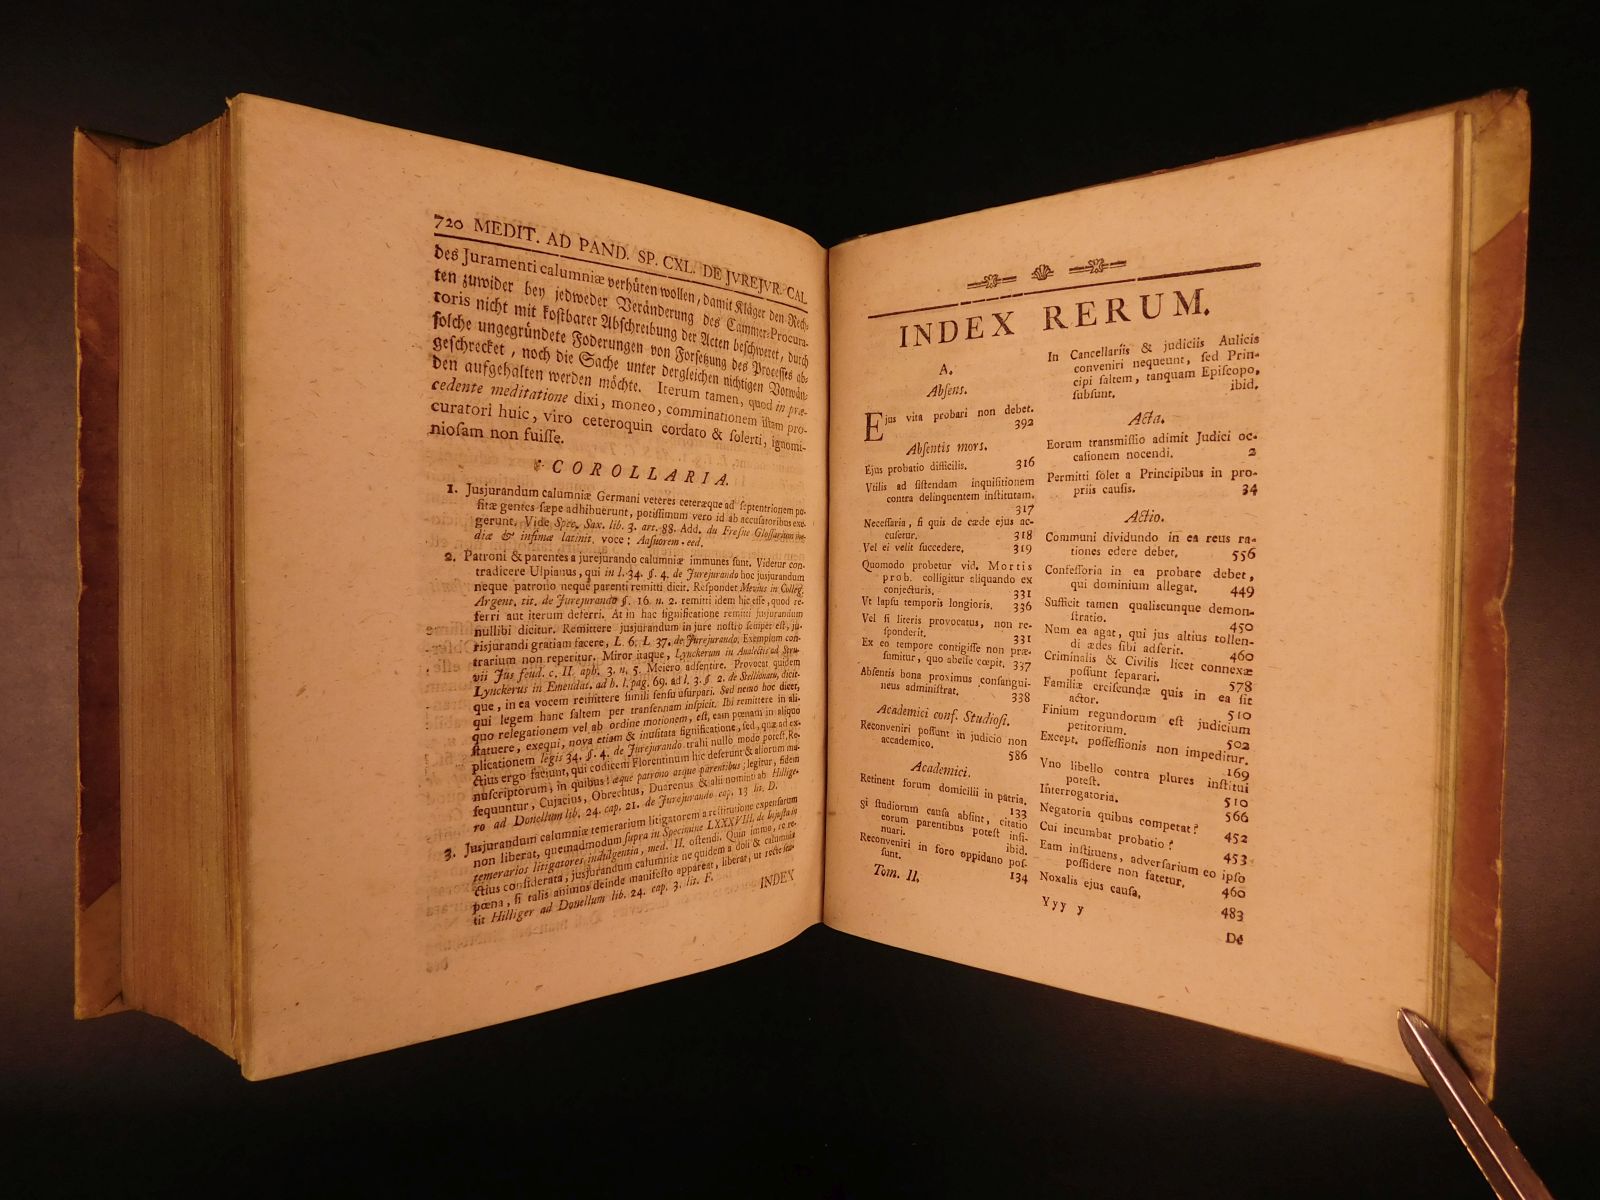 720 MEDIT. AD PAND. SP. CXL. DE JVREJVR. CAL
des Juramenti calumniæ verhüten wollen, damit Kläger den Rech-
ten zuwider bey jedweder Veränderung des Cammer-Procura-
toris nicht mit kostbarer Abschreibung der Acten beschweret, durch
solche ungegründete Foderungen von Forsetzung des Processes ab-
geschrecket, noch die Sache unter dergleichen nichtigen Vorwän-
den aufgehalten werden möchte. Iterum tamen, quod in præ-
cedente meditatione dixi, moneo, comminationem istam pro-
curatori huic, viro ceteroquin cordato & solerti, ignomi-
niosam non fuisse.
COROLLARIA.
1. Jusjurandum calumniæ Germani veteres ceteræque ad septentrionem po-
sitæ gentes sæpe adhibuerunt, potissimum vero id ab accusatoribus exe-
gerunt. Vide Spec. Sax. lib. 3. art. 88. Add. du Fresne Glossarium me-
diæ & infimæ latinit. voce:
2. Patroni & parentes a jurejurando calumniæ immunes sunt. Videtur con-
tradicere Ulpianus, qui in l. 34. §. 4. de Jurejurando hoc jusjurandum
neque patrono neque parenti remitti dicit. Respondet Mevius in Colleg.
Argent. tit. de Jurejurando §. 16. n. 2. remitti idem hic esse, quod re-
ferri aut iterum deferri. At in hac significatione remitti jusjurandum
nullibi dicitur. Remittere jusjurandum in jure nostro semper est, ju-
risjurandi gratiam facere, L. 6. L. 37. de Jurejurando. Exemplum con-
trarium non reperitur. Miror itaque, Lynckerum in Analectis ad Stru-
vii Jus feud. c. II. aph. 3. n. 5. Meiero adsentire. Provocat quidem
Lynckerus in Emendat. ad h. l. pag. 69. ad l. 3. §. 2. de Stellionatu, dicit-
que, in ea vocem remittere simili sensu usurpari. Sed nemo hoc dicet,
qui legem hanc saltem per transennam inspicit. Ibi remittere in ali-
quo relegationem vel ab ordine motionem, est, eam pœnam in aliquo
statuere, exequi, nova etiam & inusitata significatione, sed, quæ ad ex-
plicationem legis 34. §. 4. de Jurejurando trahi nullo modo potest. Re-
ctius ergo faciunt, qui codicem Florentinum hic deserunt & aliorum ma-
nuscriptorum, in quibus: æque patrono atque parentibus; legitur, fidem
sequuntur, Cujacius, Obrechtus, Duarenus & alii nominati ab Hillige-
ro ad Donellum lib. 24. cap. 21. de Jurejurando cap. 13 lit. D.
3. Jusjurandum calumniæ temerarium litigatorem a restitutione expensarum
non liberat, quemadmodum supra in Specimine LXXXVIII. de injusta in
temerarios litigatores indulgentia, med. II. ostendi. Quin immo, re re-
ctius considerata, jusjurandum calumniæ ne quidem a doli & calumniæ
pœna, si talis animos deinde manifesto apparet, liberat, ut recte sen-
tit Hilliger ad Donellum lib. 24. cap. 3. lit. F.
INDEX
INDEX RERUM.
A.
Absens.
Ejus vita probari non debet.
392
Absentis mors.
Ejus probatio difficilis. 316
Vtilis ad sistendam inquisitionem
contra delinquentem institutam.
317
Necessaria, si quis de cæde ejus ac-
cusetur. 318
Vel ei velit succedere. 319
Quomodo probetur vid. Mortis
prob. colligitur aliquando ex
conjecturis. 331
Vt lapsu temporis longioris. 336
Vel si literis provocatus, non re-
sponderit. 331
Ex eo tempore contigisse non præ-
sumitur, quo abesse cœpit. 337
Absentis bona proximus consangui-
neus administrat. 338
Academici conf. Studiosi.
Reconveniri possunt in judicio non
academico. 586
Academici.
Retinent forum domicilii in patria.
133
si studiorum causa absint, citatio
eorum parentibus potest insi-
nuari. ibid.
Reconveniri in foro oppidano pos-
sunt. 134
Tom. II.
In Cancellariis & judiciis Aulicis
conveniri nequeunt, sed Prin-
cipi saltem, tanquam Episcopo,
subsunt. ibid.
Acta.
Eorum transmissio adimit Judici oc-
casionem nocendi. 2
Permitti solet a Principibus in pro-
priis causis. 34
Actio.
Communi dividundo in ea reus ra-
tiones edere debet. 556
Confessoria in ea probare debet,
qui dominium allegat. 449
Sufficit tamen qualiscunque demon-
stratio. 450
Num ea agat, qui jus altius tollen-
di ædes sibi adserit. 460
Criminalis & Civilis licet connexæ
possunt separari. 578
Familiæ erciscundæ quis in ea sit
actor. 510
Finium regundorum est judicium
petitorium. 502
Except. possessionis non impeditur.
169
Vno libello contra plures institui
potest. 510
Interrogatoria. 566
Negatoria quibus competat? 452
Cui incumbat probatio? 453
Eam instituens, adversarium eo ipso
possidere non fatetur. 460
Noxalis ejus causa. 483
Yyy y
De